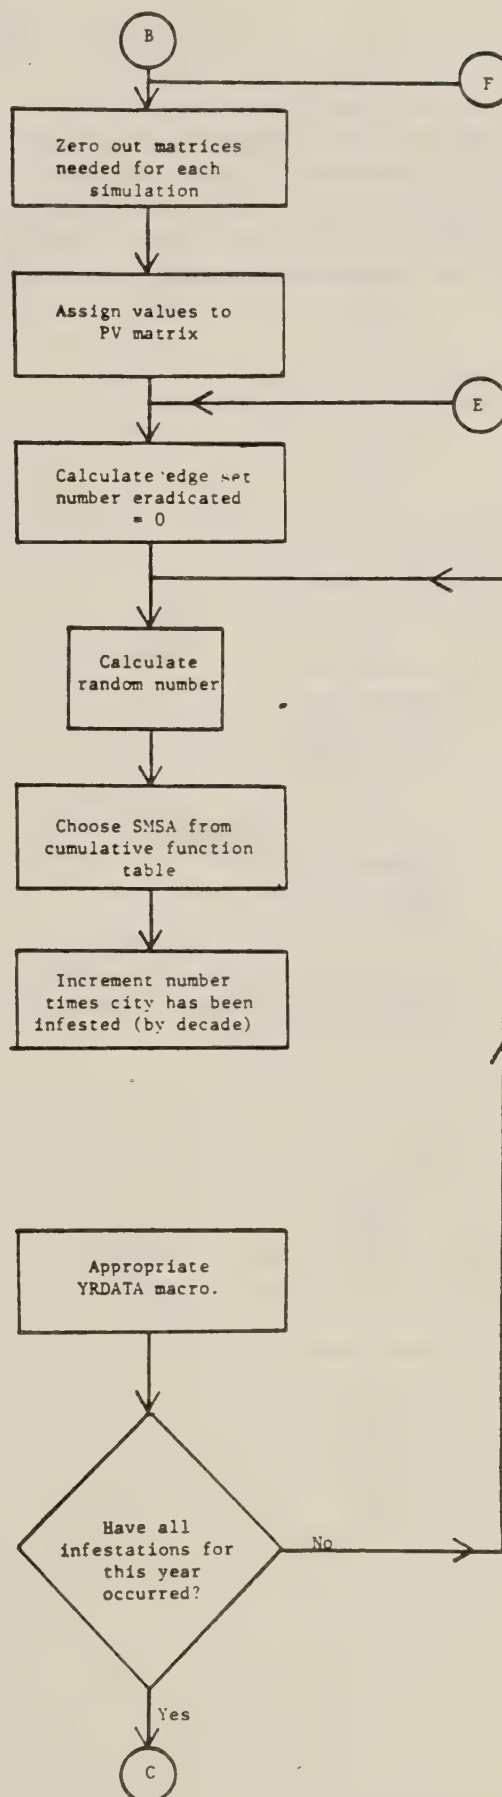 B
F
Zero out matrices
needed for each
simulation
Assign values to
PV matrix
E
Calculate edge set
number eradicated
= 0
Calculate
random number
Choose SMSA from
cumulative function
table
Increment number
times city has been
infested (by decade)
Appropriate
YRDATA macro.
Have all
infestations for
this year
occurred?
No
Yes
C